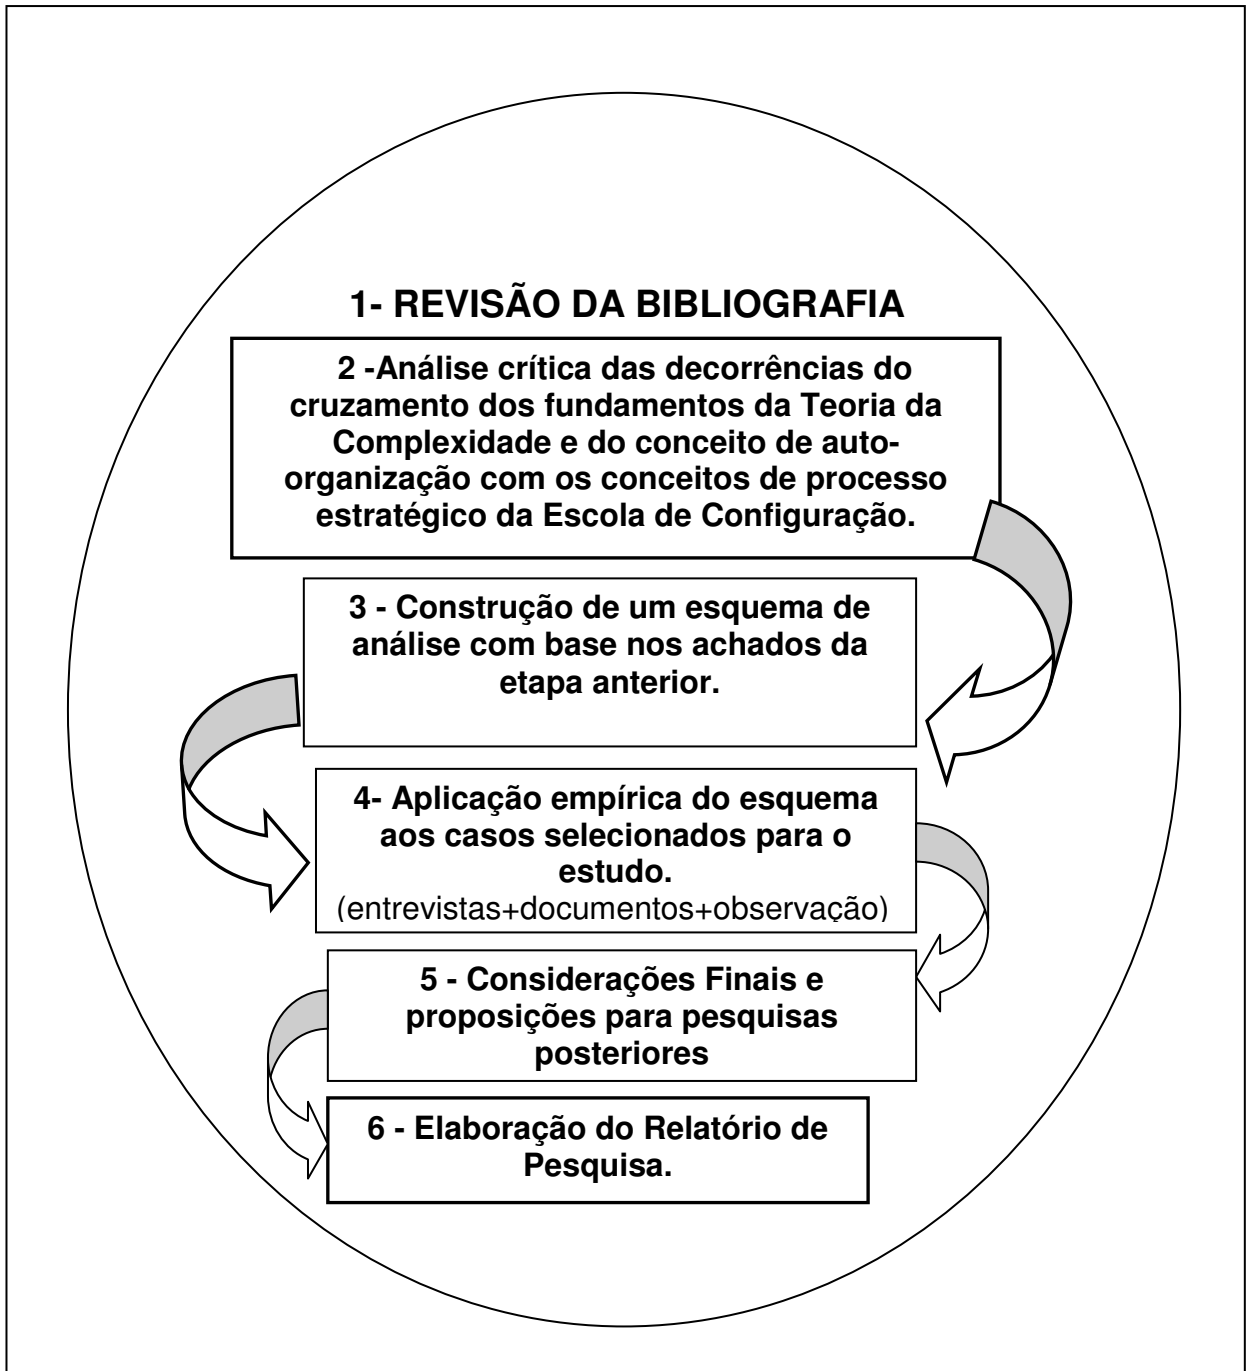 1- REVISÃO DA BIBLIOGRAFIA
2 -Análise crítica das decorrências do
cruzamento dos fundamentos da Teoria da
Complexidade e do conceito de auto-
organização com os conceitos de processo
estratégico da Escola de Configuração.
3 - Construção de um esquema de
análise com base nos achados da
etapa anterior.
4- Aplicação empírica do esquema
aos casos selecionados para o
estudo.
(entrevistas+documentos+observação)
5 - Considerações Finais e
proposições para pesquisas
posteriores
6 - Elaboração do Relatório de
Pesquisa.